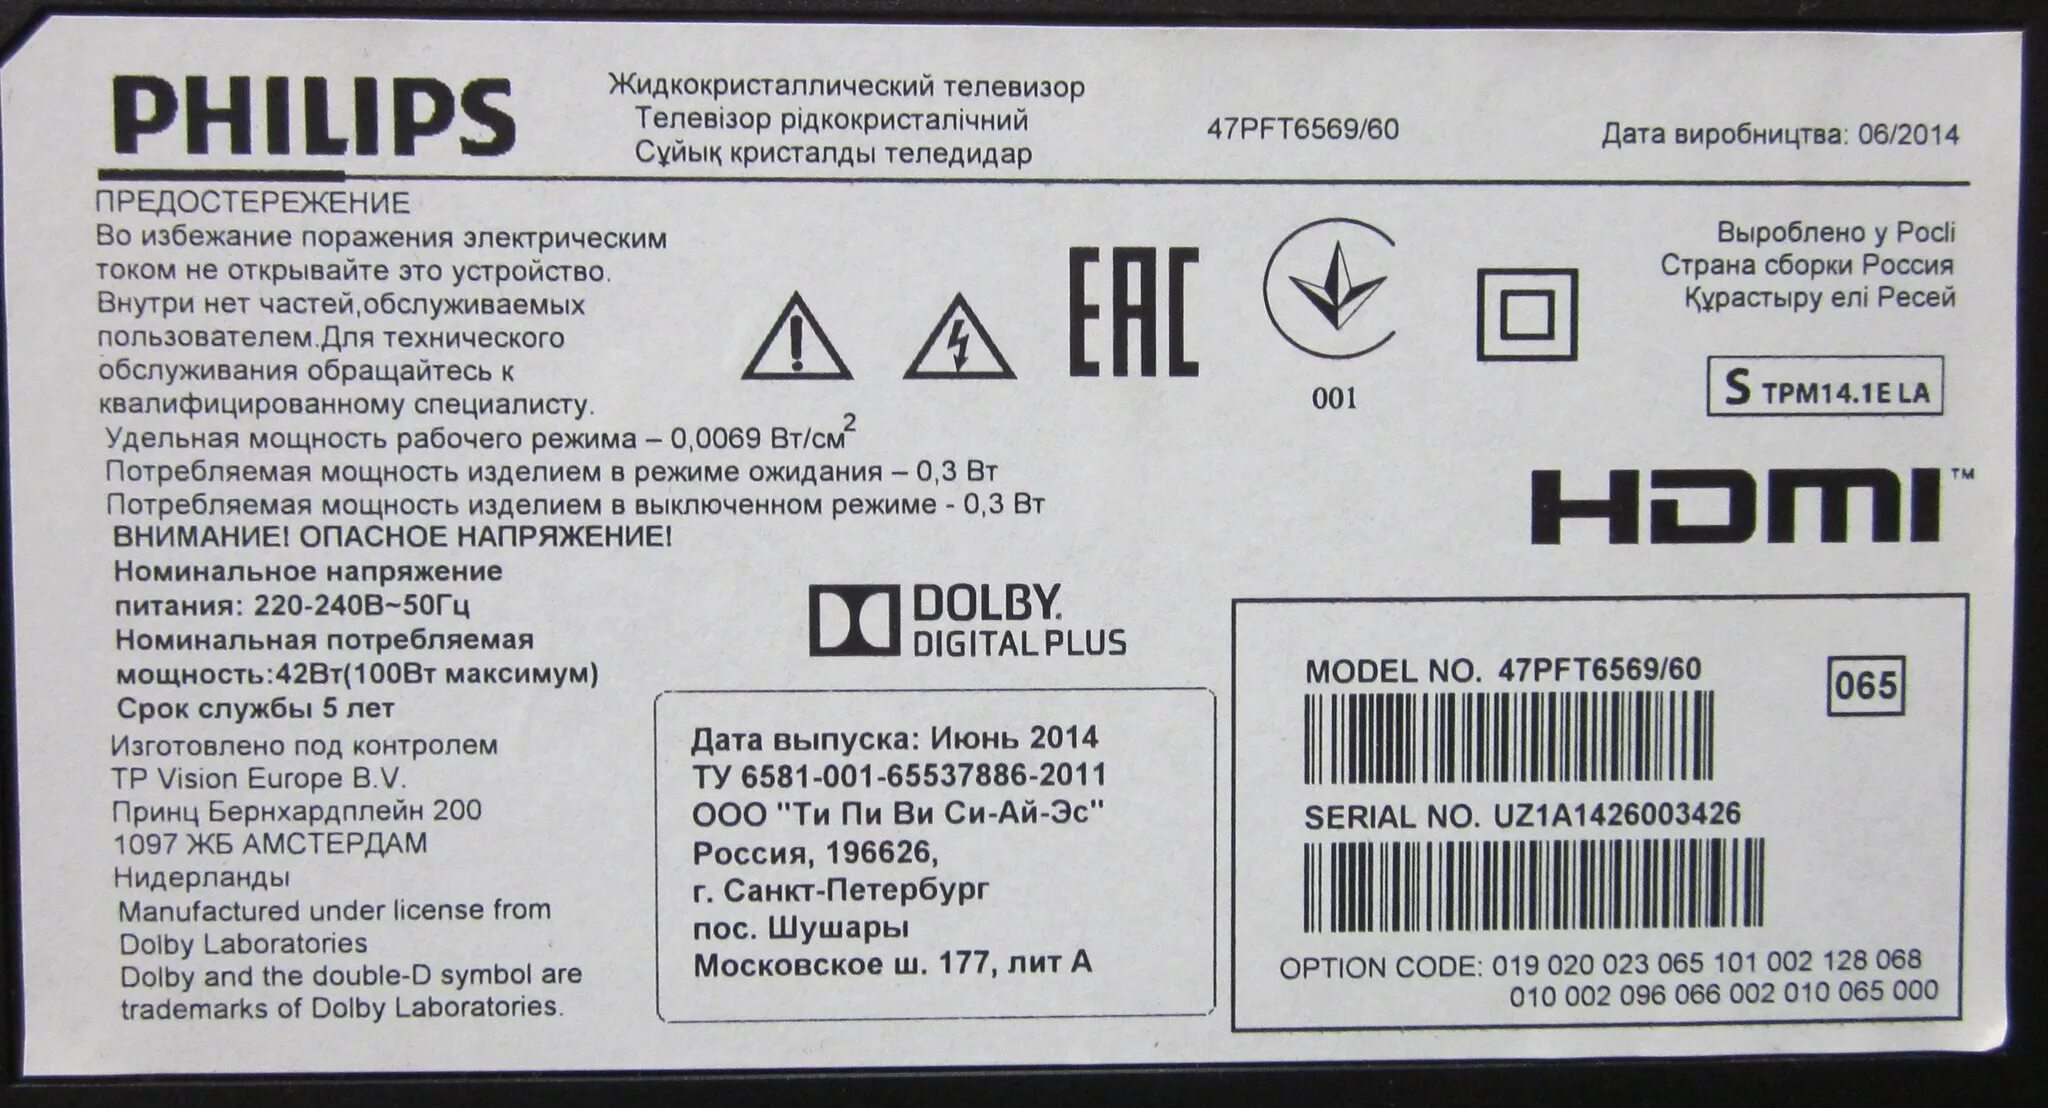 PHILIPS
Жидкокристаллический телевизор
Телевізор рідкокристалічний
Сұйық кристалды теледидар
47PFT6569/60
Дата виробництва: 06/2014
ПРЕДОСТЕРЕЖЕНИЕ
Во избежание поражения электрическим
током не открывайте это устройство.
Внутри нет частей,обслуживаемых
пользователем.Для технического
обслуживания обращайтесь к
квалифицированному специалисту.
Удельная мощность рабочего режима – 0,0069 Вт/см²
Потребляемая мощность изделием в режиме ожидания – 0,3 Вт
Потребляемая мощность изделием в выключенном режиме - 0,3 Вт
ВНИМАНИЕ! ОПАСНОЕ НАПРЯЖЕНИЕ!
Номинальное напряжение
питания: 220-240В~50Гц
Номинальная потребляемая
мощность:42Вт(100Вт максимум)
Срок службы 5 лет
Изготовлено под контролем
TP Vision Europe B.V.
Принц Бернхардплейн 200
1097 ЖБ АМСТЕРДАМ
Нидерланды
Manufactured under license from
Dolby Laboratories
Dolby and the double-D symbol are
trademarks of Dolby Laboratories.
EAC
001
Выроблено у Росії
Страна сборки Россия
Құрастыру елі Ресей
S TPM14.1E LA
HDMI™
DOLBY.
DIGITAL PLUS
Дата выпуска: Июнь 2014
ТУ 6581-001-65537886-2011
ООО "Ти Пи Ви Си-Ай-Эс"
Россия, 196626,
г. Санкт-Петербург
пос. Шушары
Московское ш. 177, лит А
MODEL NO. 47PFT6569/60
065
SERIAL NO. UZ1A1426003426
OPTION CODE: 019 020 023 065 101 002 128 068
010 002 096 066 002 010 065 000